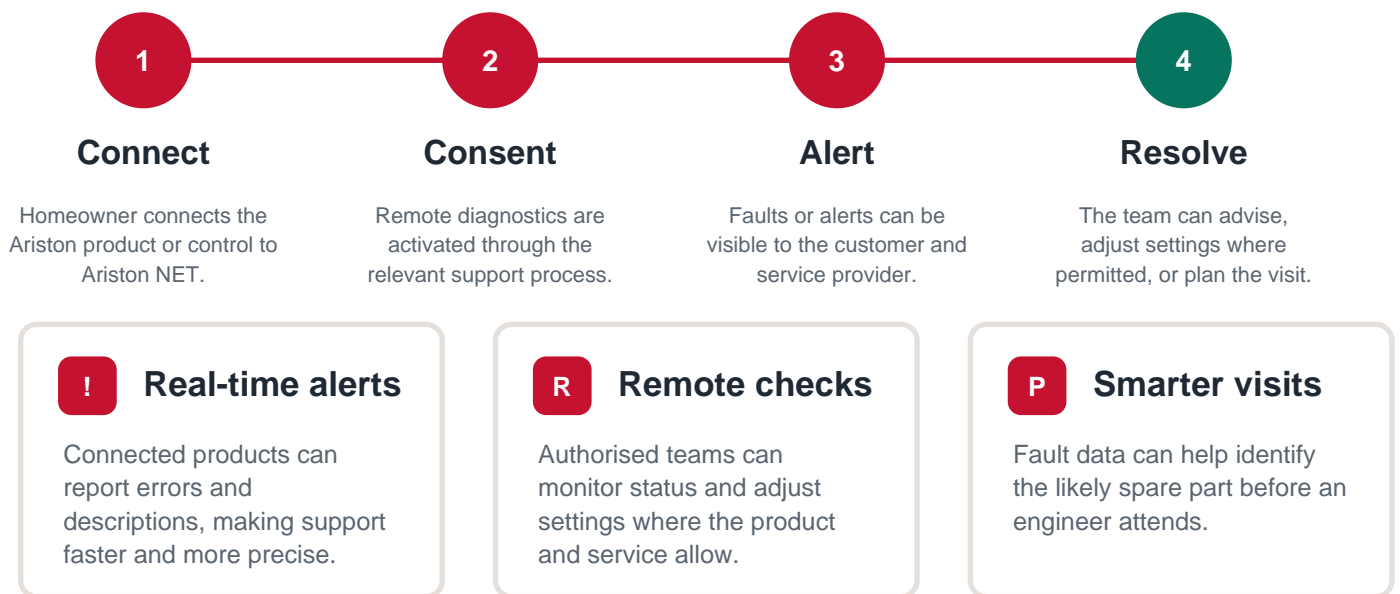 1
2
3
4
Connect
Consent
Alert
Resolve
Homeowner connects the
Ariston product or control to
Ariston NET.
Remote diagnostics are
activated through the
relevant support process.
Faults or alerts can be
visible to the customer and
service provider.
The team can advise,
adjust settings where
permitted, or plan the visit.
!
Real-time alerts
Connected products can
report errors and
descriptions, making support
faster and more precise.
R
Remote checks
Authorised teams can
monitor status and adjust
settings where the product
and service allow.
P
Smarter visits
Fault data can help identify
the likely spare part before an
engineer attends.